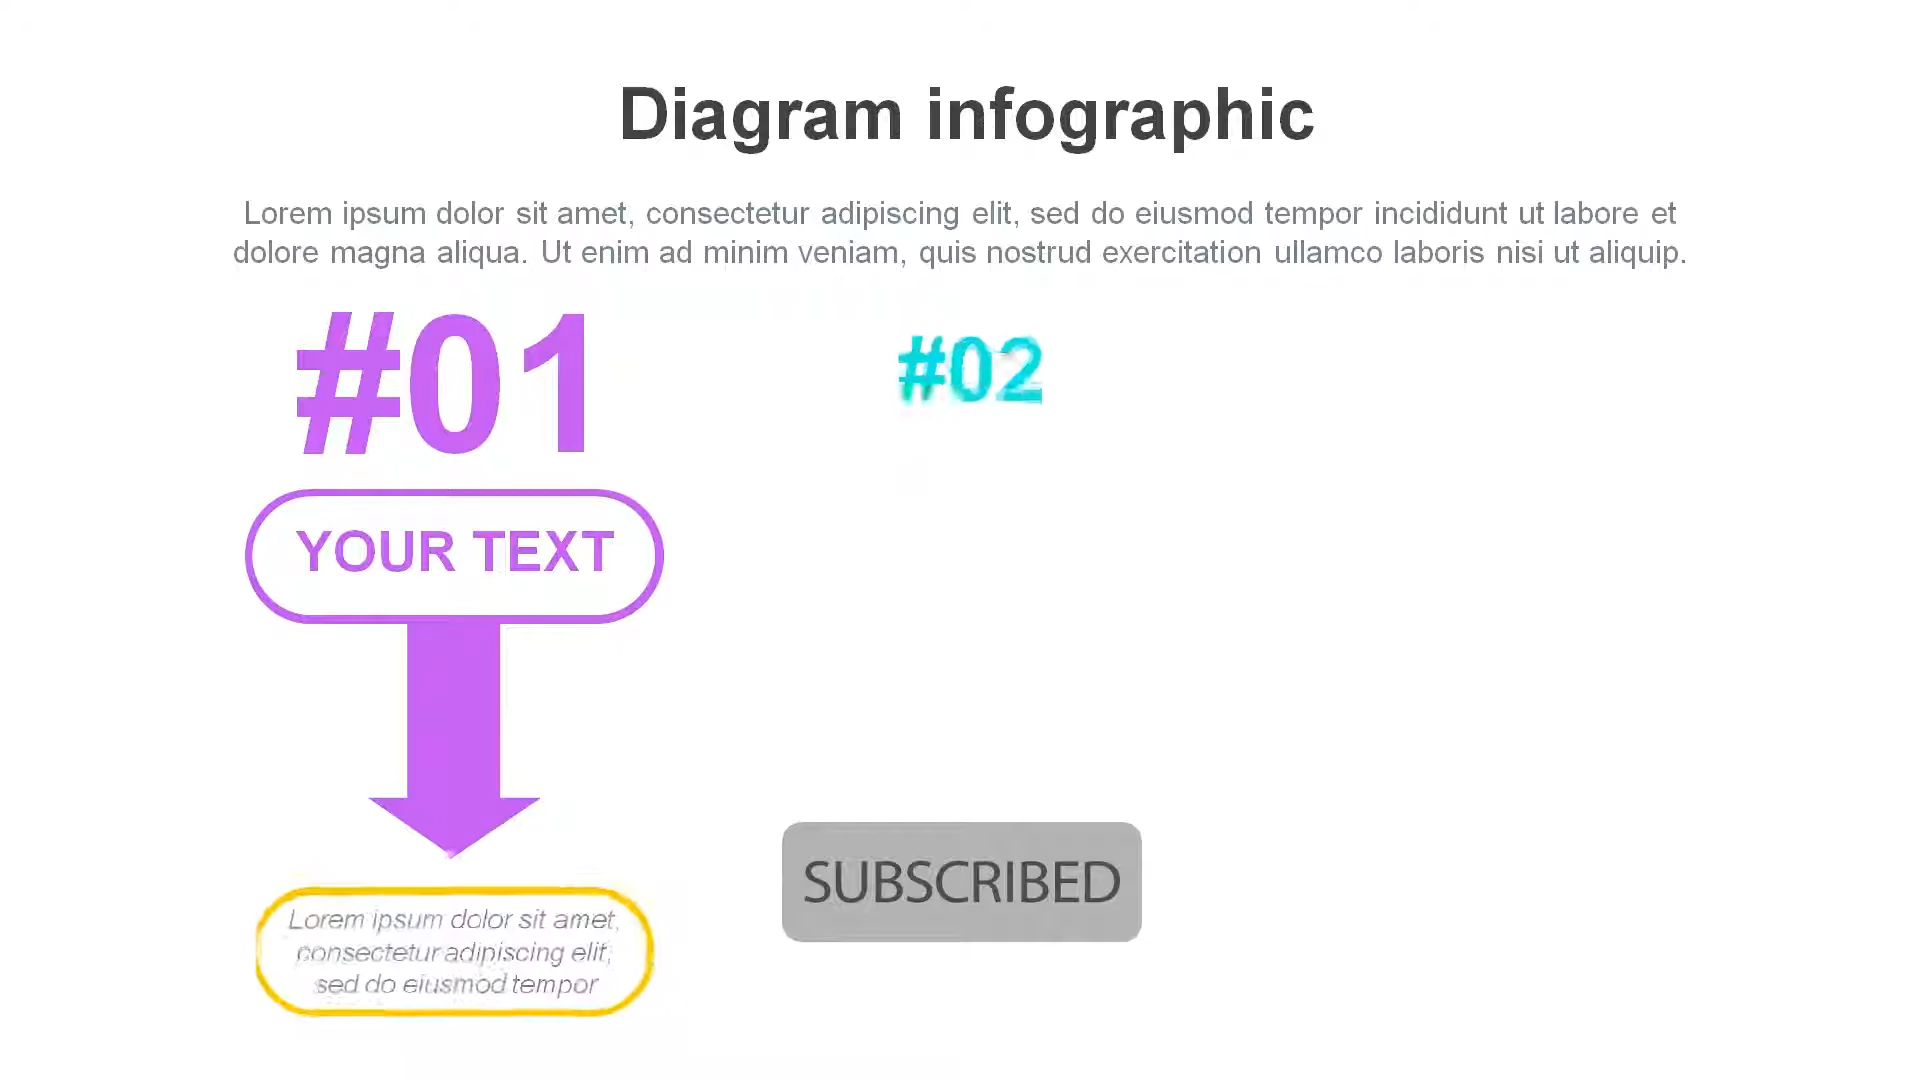 Diagram infographic
Lorem ipsum dolor sit amet, consectetur adipiscing elit, sed do eiusmod tempor incididunt ut labore et
dolore magna aliqua. Ut enim ad minim veniam, quis nostrud exercitation ullamco laboris nisi ut aliquip.
#01
#02
YOUR TEXT
SUBSCRIBED
Lorem ipsum dolor sit amet,
consectetur adipiscing elit,
sed do eiusmod tempor